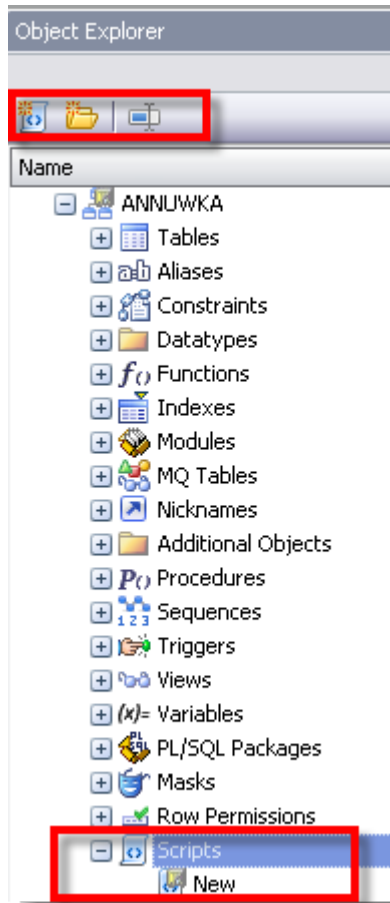 Object Explorer
Name
ANNUWKA
Tables
Aliases
Constraints
Datatypes
Functions
Indexes
Modules
MQ Tables
Nicknames
Additional Objects
Procedures
Sequences
Triggers
Views
Variables
PL/SQL Packages
Masks
Row Permissions
Scripts
New